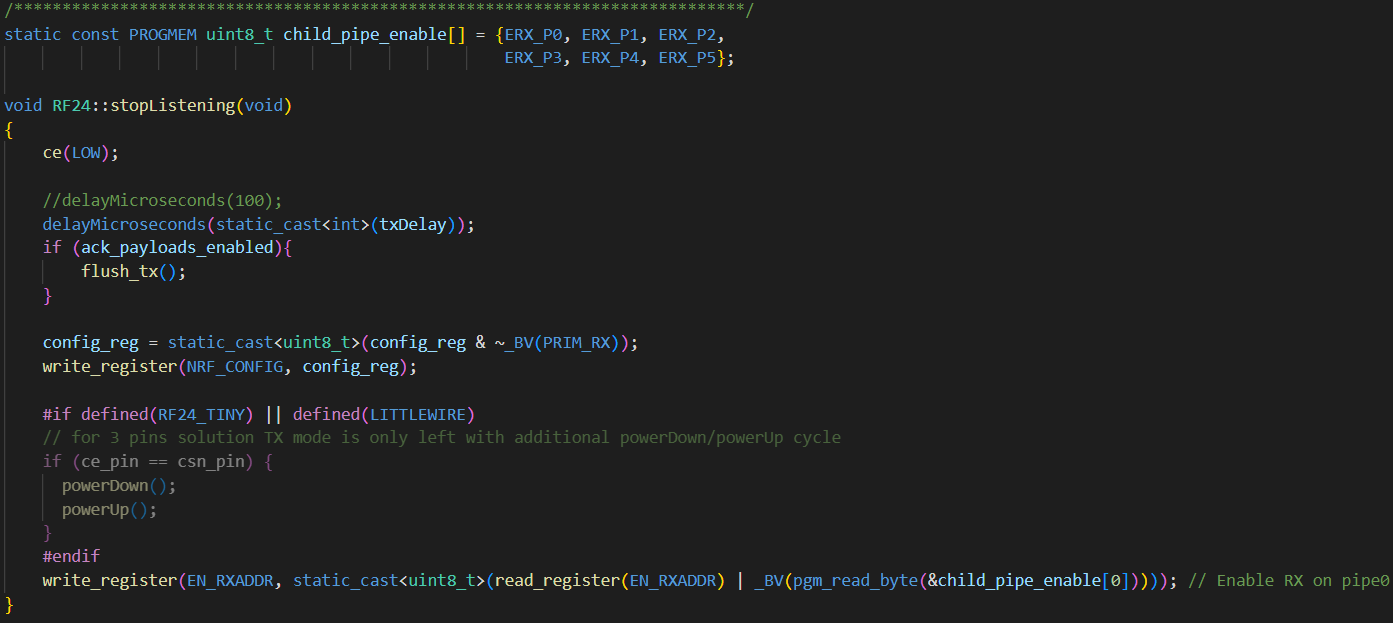 /****************************************************************************/
static const PROGMEM uint8_t child_pipe_enable[] = {ERX_P0, ERX_P1, ERX_P2,
                                                    ERX_P3, ERX_P4, ERX_P5};
void RF24::stopListening(void)
{
    ce(LOW);
    //delayMicroseconds(100);
    delayMicroseconds(static_cast<int>(txDelay));
    if (ack_payloads_enabled){
        flush_tx();
    }
    config_reg = static_cast<uint8_t>(config_reg & ~_BV(PRIM_RX));
    write_register(NRF_CONFIG, config_reg);
    #if defined(RF24_TINY) || defined(LITTLEWIRE)
    // for 3 pins solution TX mode is only left with additional powerDown/powerUp cycle
    if (ce_pin == csn_pin) {
      powerDown();
      powerUp();
    }
    #endif
    write_register(EN_RXADDR, static_cast<uint8_t>(read_register(EN_RXADDR) | _BV(pgm_read_byte(&child_pipe_enable[0])))); // Enable RX on pipe0
}